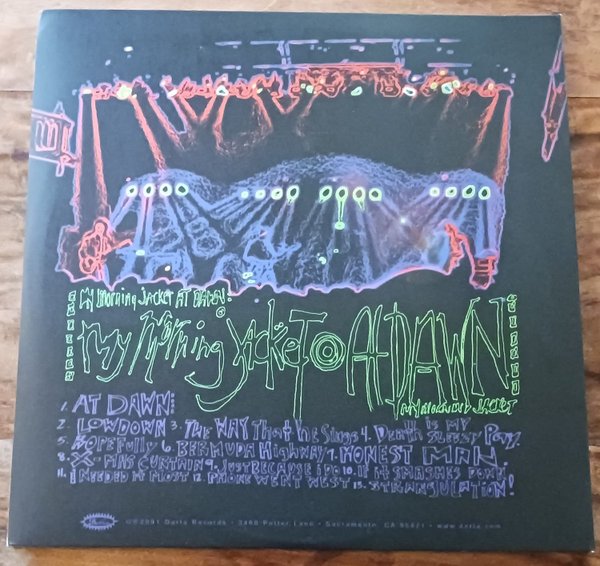 My Morning Jacket AT DAWN:
My Morning Jacket At DAWN
My Morning Jacket
1. AT DAWN:
2. LOWDOWN 3. THE WAY That He Sings 4. Death IS MY SLEEZY Pay.
5. Hopefully 6. BERMUDA HIGHWAY 7. HONEST MAN.
8. X-MAS CURTAIN 9. JUST BECAUSE I DO 10. IF IT SMASHES DOWN
11. I NEEDED IT MOST 12. PHONE WENT WEST 13. STRANGULATION!
℗©2001 Darla Records • 3460 Potter Lane • Sacramento, CA 95821 • www.darla.com